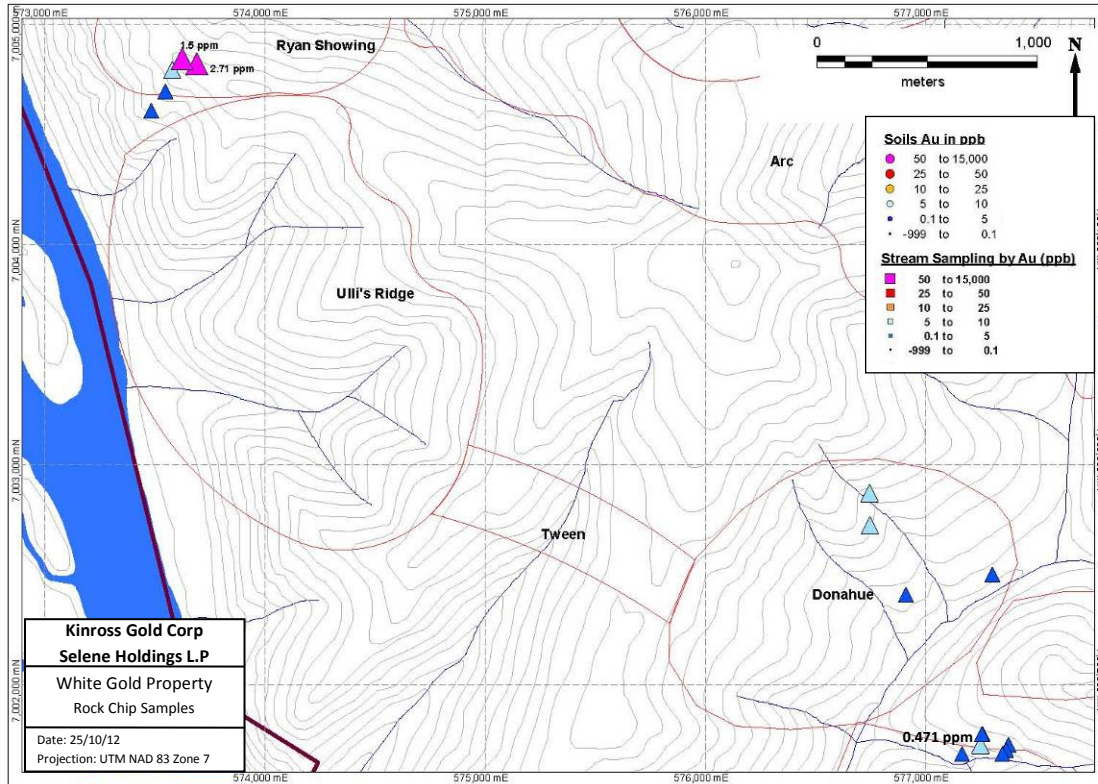 573,000 mE
574,000 mE
575,000 mE
576,000 mE
577,000 mE
7,005,000
7,004,000 mN
7,003,000 mN
7,002,000 mN
1.5 ppm
2.71 ppm
Ryan Showing
0 1,000
meters
N
Arc
Soils Au in ppb
50 to 15,000
25 to 50
10 to 25
5 to 10
0.1 to 5
-999 to 0.1
Stream Sampling by Au (ppb)
50 to 15,000
25 to 50
10 to 25
5 to 10
0.1 to 5
-999 to 0.1
Ulli's Ridge
Tween
Donahue
0.471 ppm
Kinross Gold Corp
Selene Holdings L.P
White Gold Property
Rock Chip Samples
Date: 25/10/12
Projection: UTM NAD 83 Zone 7
574,000 mE
575,000 mE
576,000 mE
577,000 mE